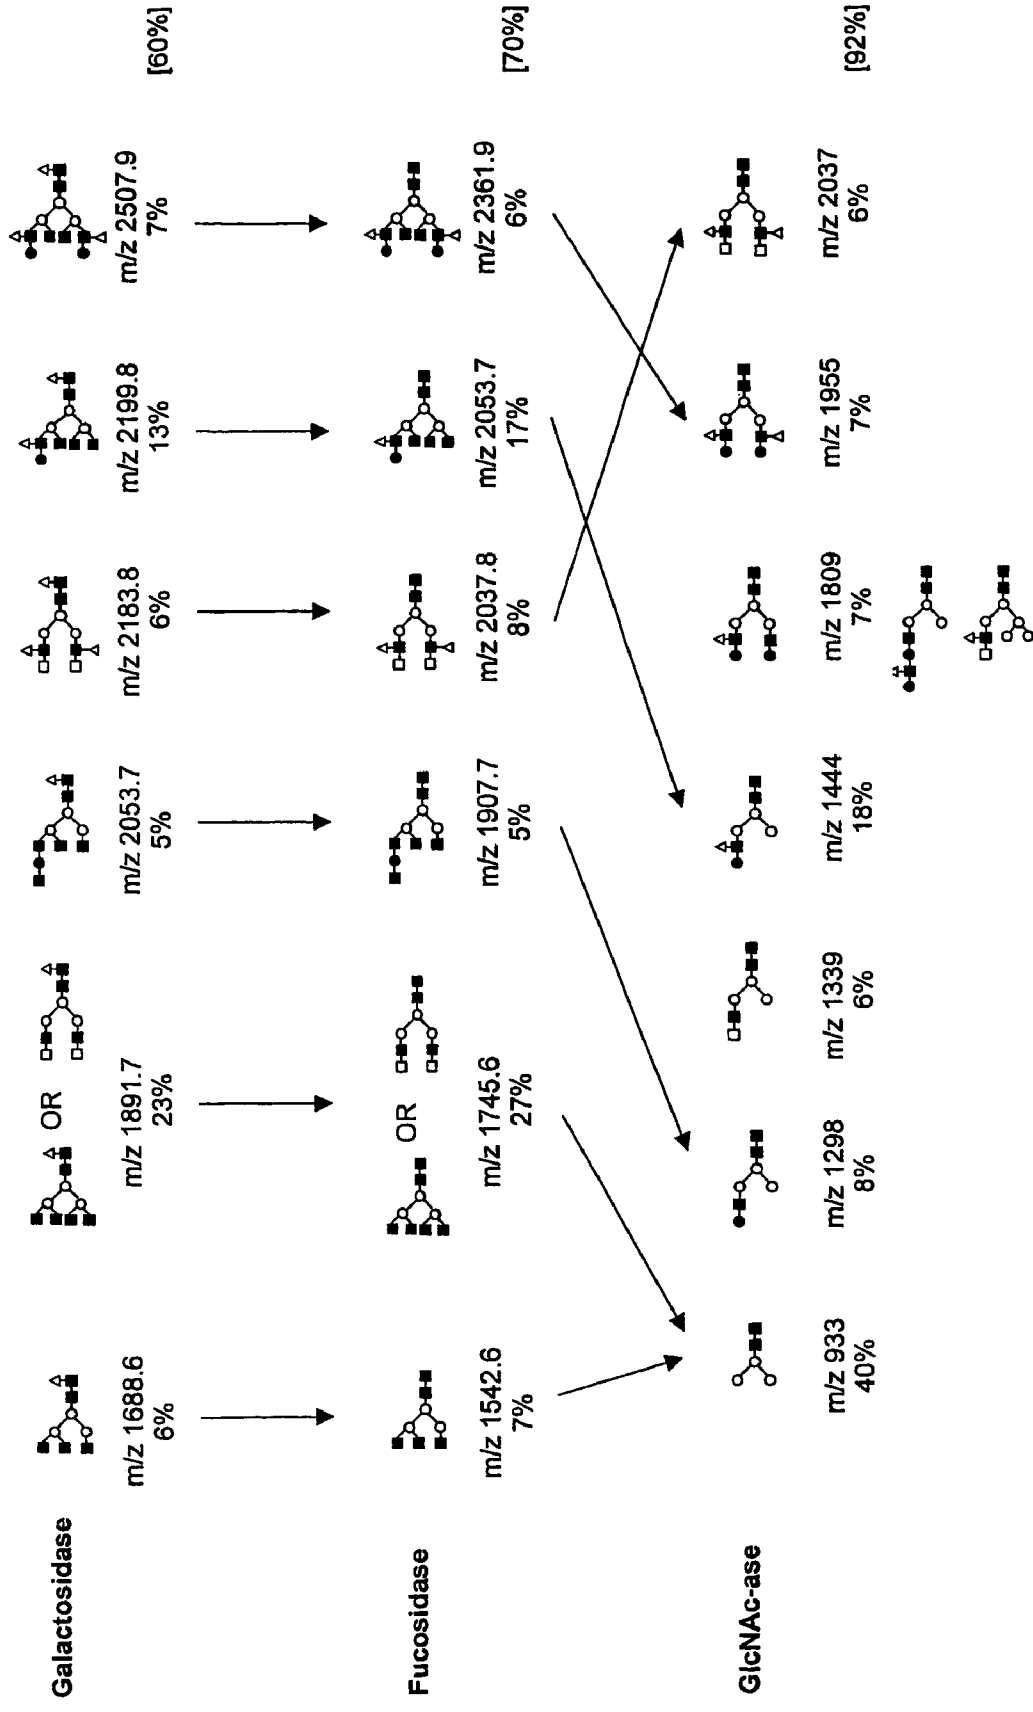 Galactosidase
m/z 1688.6
6%
OR
m/z 1891.7
23%
m/z 2053.7
5%
m/z 2183.8
6%
m/z 2199.8
13%
m/z 2507.9
7%
[60%]
Fucosidase
m/z 1542.6
7%
OR
m/z 1745.6
27%
m/z 1907.7
5%
m/z 2037.8
8%
m/z 2053.7
17%
m/z 2361.9
6%
[70%]
GlcNAc-ase
m/z 933
40%
m/z 1298
8%
m/z 1339
6%
m/z 1444
18%
m/z 1809
7%
m/z 1955
7%
m/z 2037
6%
[92%]